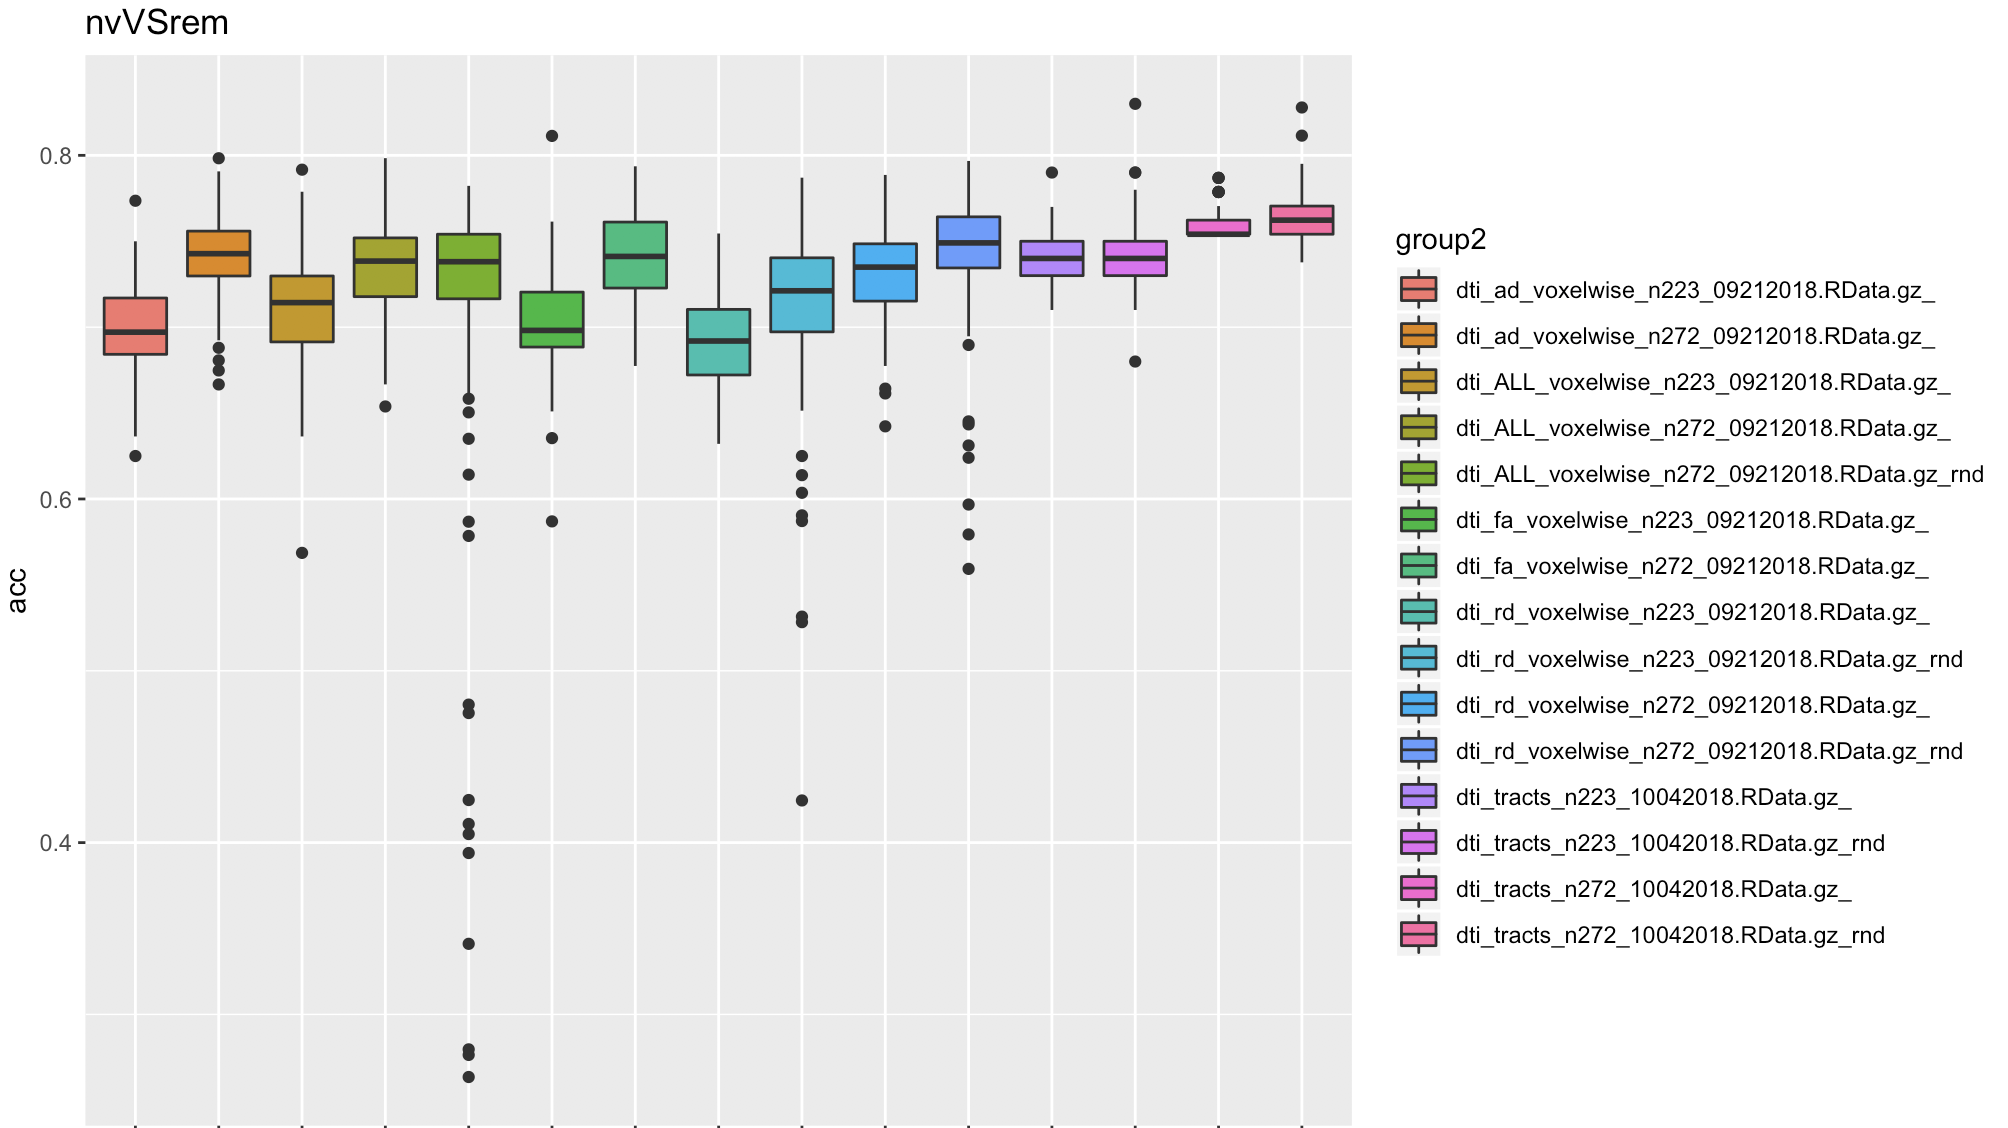 nvVSrem
0.8
0.6
0.4
acc
group2
dti_ad_voxelwise_n223_09212018.RData.gz_
dti_ad_voxelwise_n272_09212018.RData.gz_
dti_ALL_voxelwise_n223_09212018.RData.gz_
dti_ALL_voxelwise_n272_09212018.RData.gz_
dti_ALL_voxelwise_n272_09212018.RData.gz_rnd
dti_fa_voxelwise_n223_09212018.RData.gz_
dti_fa_voxelwise_n272_09212018.RData.gz_
dti_rd_voxelwise_n223_09212018.RData.gz_
dti_rd_voxelwise_n223_09212018.RData.gz_rnd
dti_rd_voxelwise_n272_09212018.RData.gz_
dti_rd_voxelwise_n272_09212018.RData.gz_rnd
dti_tracts_n223_10042018.RData.gz_
dti_tracts_n223_10042018.RData.gz_rnd
dti_tracts_n272_10042018.RData.gz_
dti_tracts_n272_10042018.RData.gz_rnd